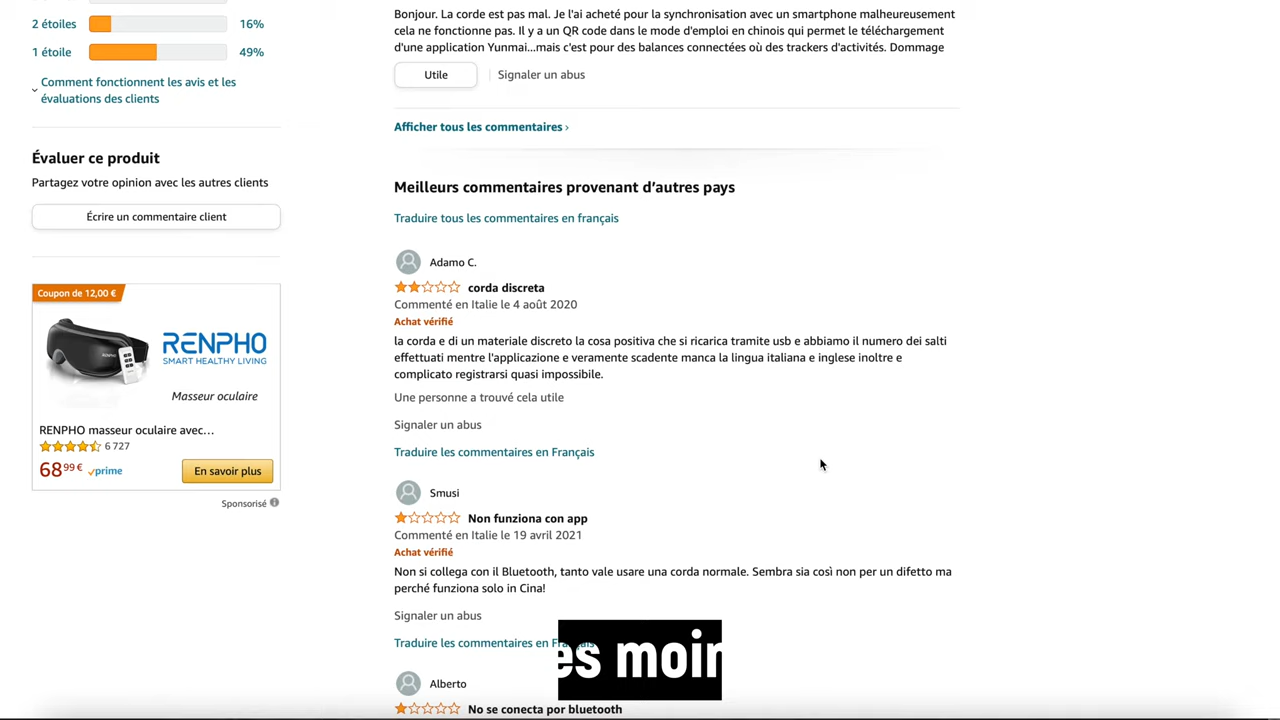 2 étoiles 16%
1 étoile 49%
Comment fonctionnent les avis et les
évaluations des clients
Évaluer ce produit
Partagez votre opinion avec les autres clients
Écrire un commentaire client
Coupon de 12,00 €
RENPHO
SMART HEALTHY LIVING
Masseur oculaire
RENPHO masseur oculaire avec…
6 727
68,99 € prime
En savoir plus
Sponsorisé
Bonjour. La corde est pas mal. Je l'ai acheté pour la synchronisation avec un smartphone malheureusement
cela ne fonctionne pas. Il y a un QR code dans le mode d'emploi en chinois qui permet le téléchargement
d'une application Yunmai...mais c'est pour des balances connectées où des trackers d'activités. Dommage
Utile
Signaler un abus
Afficher tous les commentaires ›
Meilleurs commentaires provenant d’autres pays
Traduire tous les commentaires en français
Adamo C.
corda discreta
Commenté en Italie le 4 août 2020
Achat vérifié
la corda e di un materiale discreto la cosa positiva che si ricarica tramite usb e abbiamo il numero dei salti
effettuati mentre l'applicazione e veramente scadente manca la lingua italiana e inglese inoltre e
complicato registrarsi quasi impossibile.
Une personne a trouvé cela utile
Signaler un abus
Traduire les commentaires en Français
Smusi
Non funziona con app
Commenté en Italie le 19 avril 2021
Achat vérifié
Non si collega con il Bluetooth, tanto vale usare una corda normale. Sembra sia così non per un difetto ma
perché funziona solo in Cina!
Signaler un abus
Traduire les commentaires en Français
es moin
Alberto
No se conecta por bluetooth